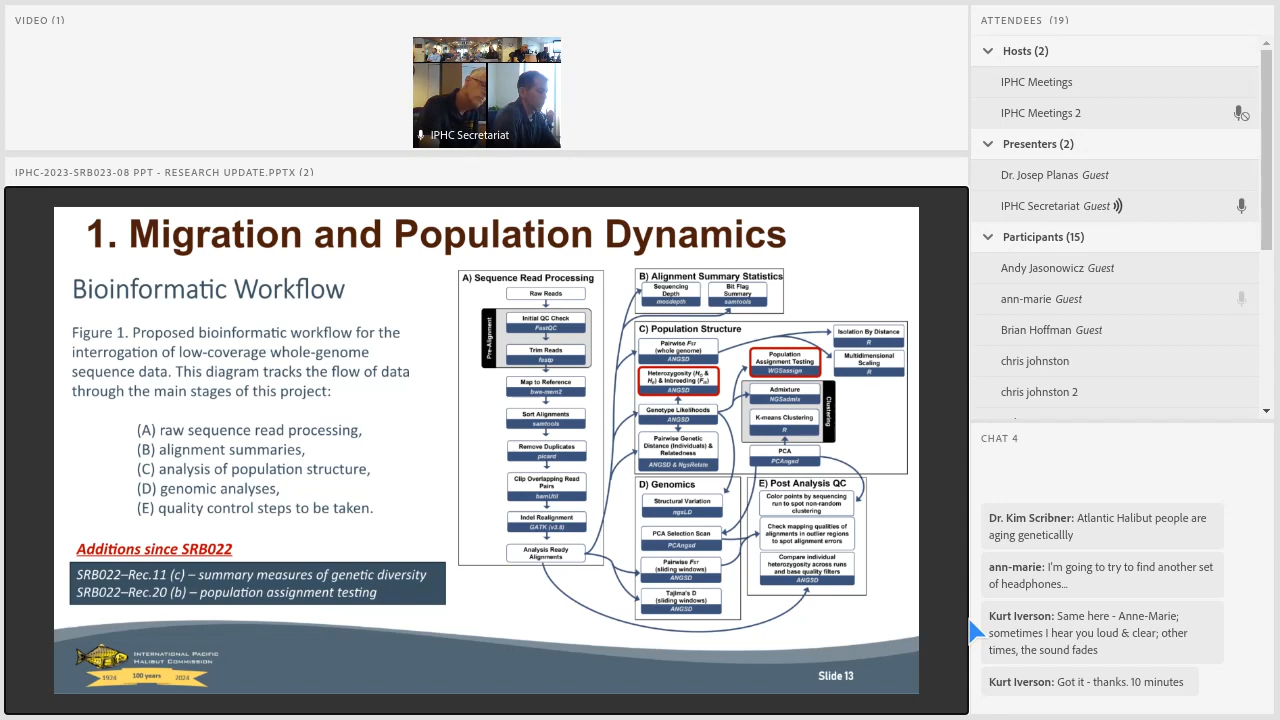 VIDEO (1)
IPHC Secretariat
IPHC-2023-SRB023-08 PPT - RESEARCH UPDATE.PPTX (2)
1. Migration and Population Dynamics
Bioinformatic Workflow
Figure 1. Proposed bioinformatic workflow for the
interrogation of low-coverage whole-genome
sequence data. This diagram tracks the flow of data
through the main stages of this project:
(A) raw sequence read processing,
(B) alignment summaries,
(C) analysis of population structure,
(D) genomic analyses,
(E) quality control steps to be taken.
Additions since SRB022
SRB022–Rec.11 (c) – summary measures of genetic diversity
SRB022–Rec.20 (b) – population assignment testing
A) Sequence Read Processing
Raw Reads
Pre-Alignment
Initial QC Check
FastQC
Trim Reads
fastp
Map to Reference
bwa-mem2
Sort Alignments
samtools
Remove Duplicates
picard
Clip Overlapping Read
Pairs
bamUtil
Indel Realignment
GATK (v3.8)
Analysis Ready
Alignments
B) Alignment Summary Statistics
Sequencing
Depth
mosdepth
Bit Flag
Summary
samtools
C) Population Structure
Pairwise FST
(whole genome)
ANGSD
Heterozygosity (HO &
HE) & Inbreeding (FIS)
ANGSD
Genotype Likelihoods
ANGSD
Pairwise Genetic
Distance (Individuals) &
Relatedness
ANGSD & NgsRelate
Population
Assignment Testing
WGSassign
Admixture
NGSadmix
K-means Clustering
R
Clustering
PCA
PCAngsd
Isolation By Distance
R
Multidimensional
Scaling
R
D) Genomics
Structural Variation
ngsLD
PCA Selection Scan
PCAngsd
Pairwise FST
(sliding windows)
ANGSD
Tajima's D
(sliding windows)
ANGSD
E) Post Analysis QC
Color points by sequencing
run to spot non-random
clustering
Check mapping qualities of
alignments in outlier regions
to spot alignment errors
Compare individual
heterozygosity across runs
and base quality filters
ANGSD
INTERNATIONAL PACIFIC
HALIBUT COMMISSION
1924 100 years 2024
Slide 13
ATTENDEES (19)
Hosts (2)
IPHC Meetings
IPHC Meetings 2
Presenters (2)
Dr. Josep Planas Guest
IPHC Secretariat Guest
Participants (15)
Andy Jasonowicz Guest
ann-marie Guest
Brian Hoffman Guest
chris johnston
chris johnston 2
Atlantic Halibut people are
aging genetically
ann-marie: I'm going to find another set
of headphones...
Kurt Iverson: Same here - Anne-Marie;
sometimes I hear you loud & clear; other
Kurt Iverson: Got it - thanks. 10 minutes